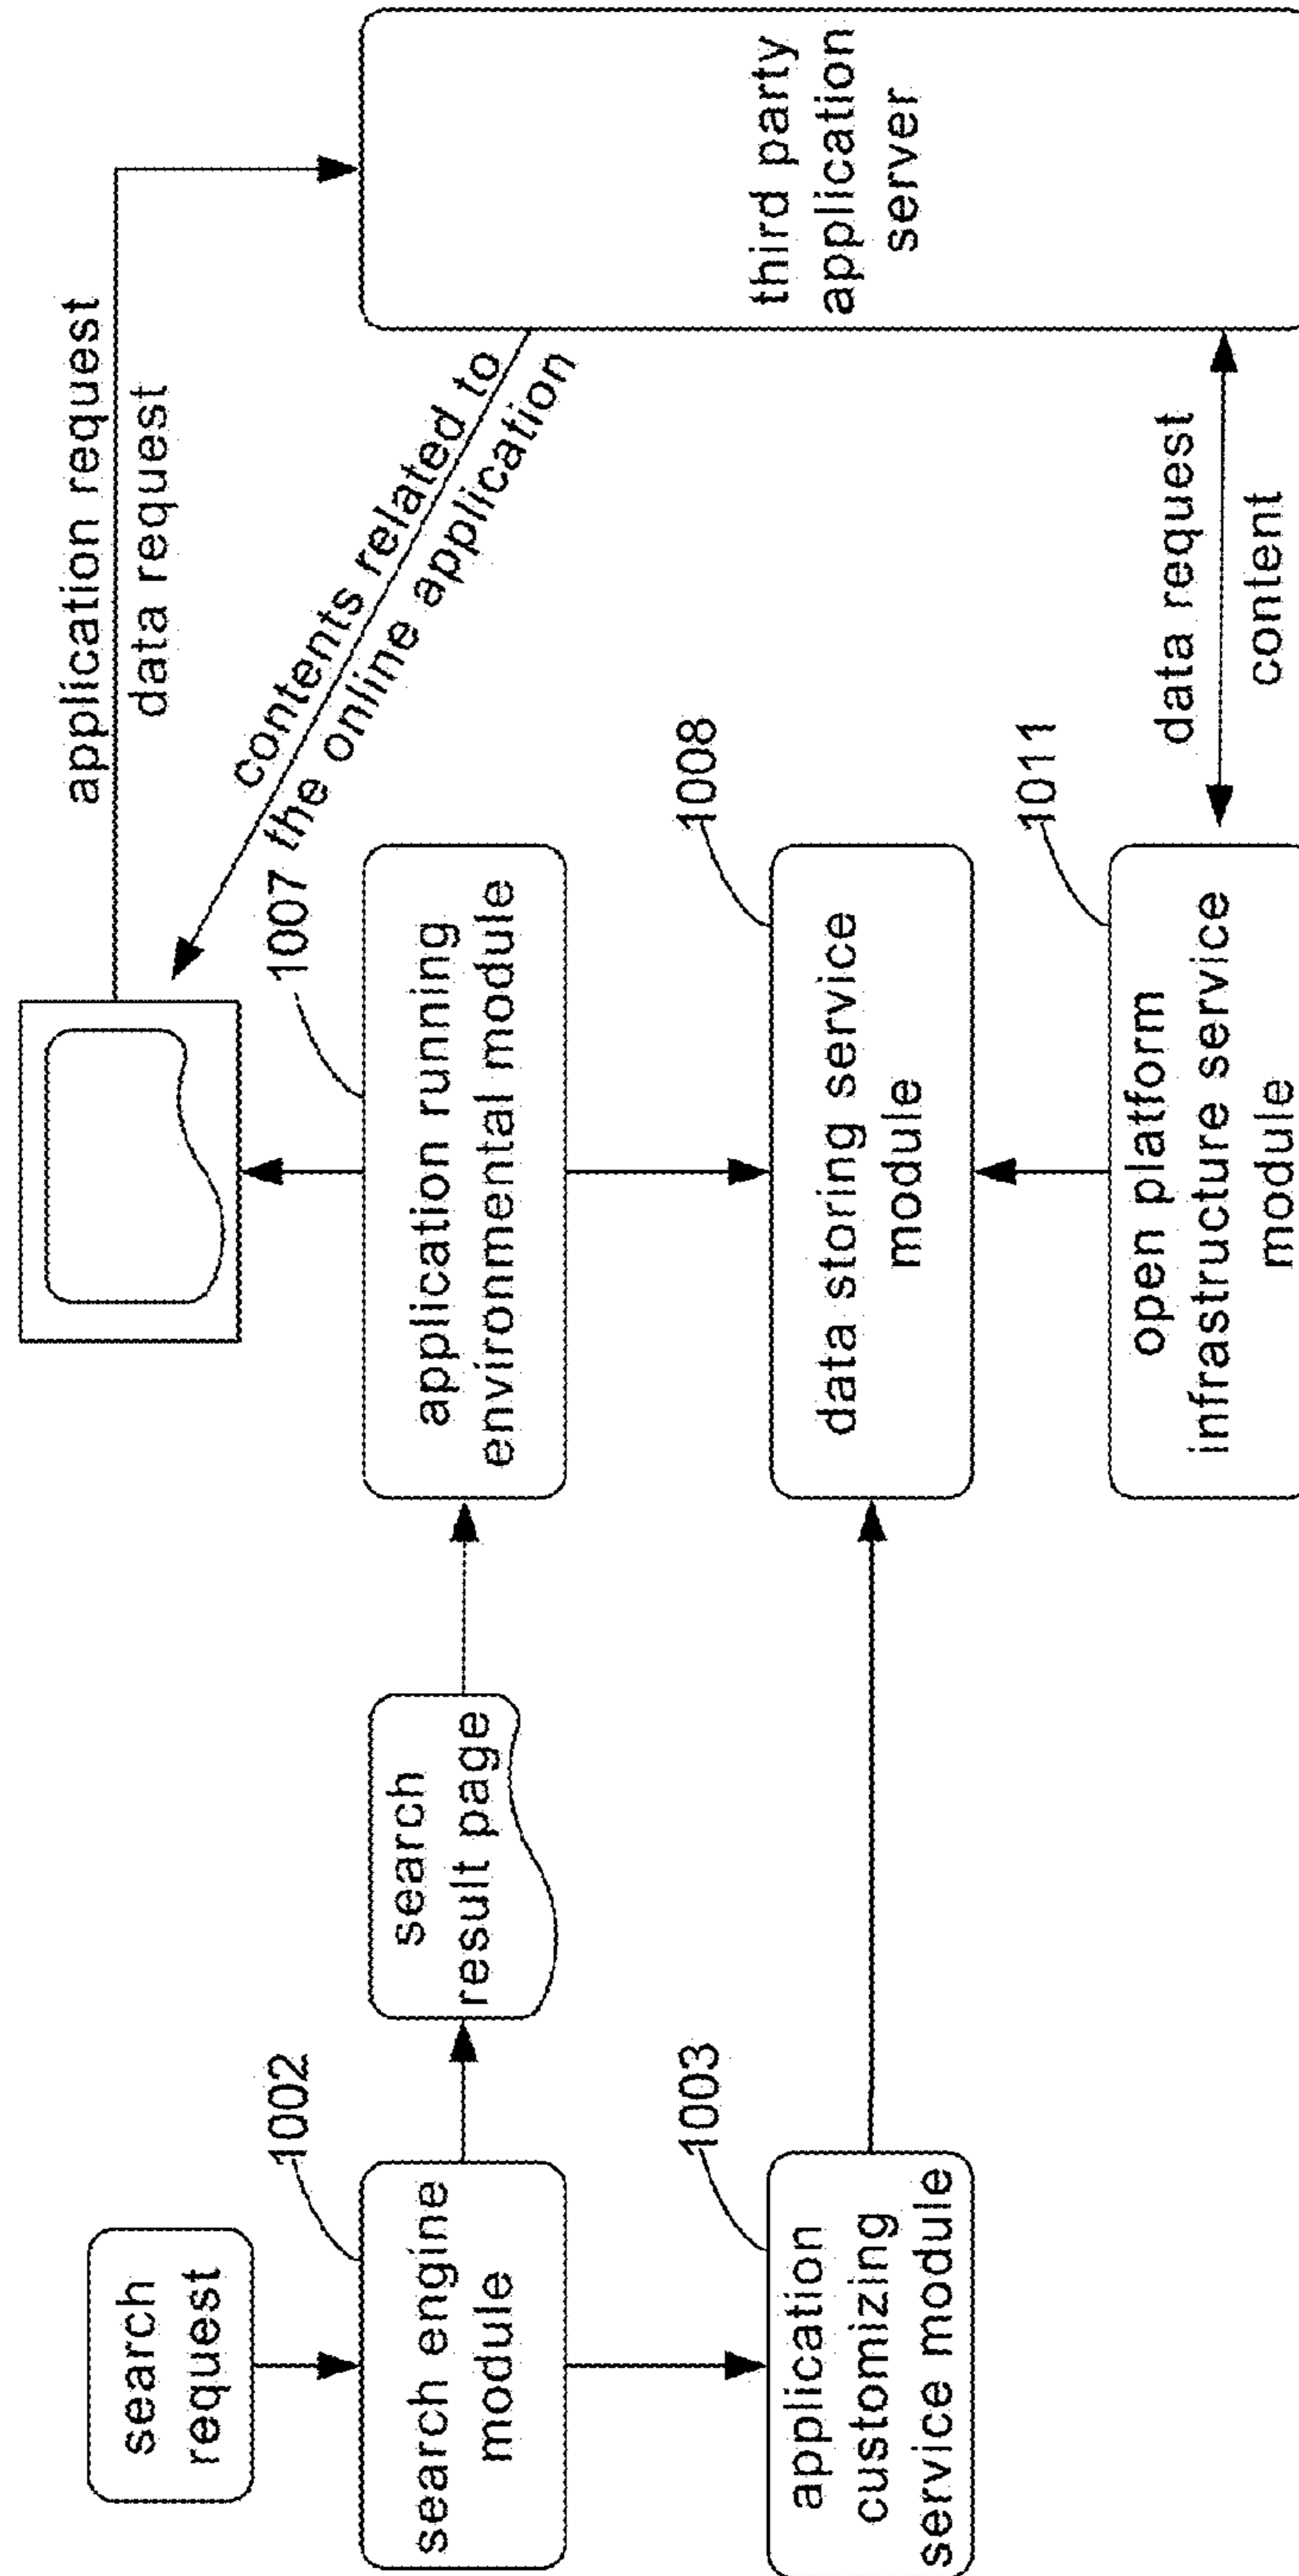 search
request
1002
search engine
module
1003
application
customizing
service module
search
result page
1007
application running
environmental module
1008
data storing service
module
1011
open platform
infrastructure service
module
application request
data request
contents related to
the online application
data request
content
third party
application
server